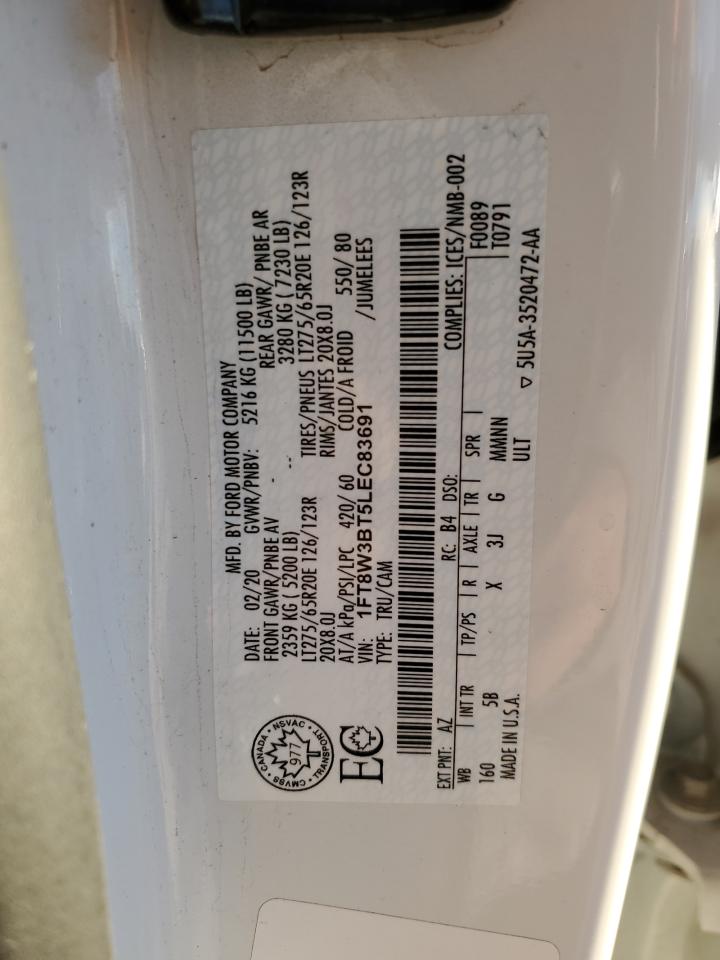 MFD. BY FORD MOTOR COMPANY
DATE: 02/20 GVWR/PNBV: 5216 KG (11500 LB)
FRONT GAWR/PNBE AV REAR GAWR/ PNBE AR
2359 KG ( 5200 LB) -- 3280 KG ( 7230 LB)
LT275/65R20E 126/123R TIRES/PNEUS LT275/65R20E 126/123R
20X8.0J RIMS/JANTES 20X8.0J
AT/A kPa/PSI/LPC 420/ 60 COLD/A FROID 550/ 80
VIN: 1FT8W3BT5LEC83691 /JUMELEES
TYPE: TRU/CAM
CANADA · NSVAC · TRANSPORT · CMVSS
977
EC
EXT PNT: AZ RC: B4 DSO: COMPLIES: ICES/NMB-002
WB INT TR TP/PS R AXLE TR SPR F0089
160 5B X 3J G MMNN T0791
MADE IN U.S.A. ULT ▽ 5U5A-3520472-AA